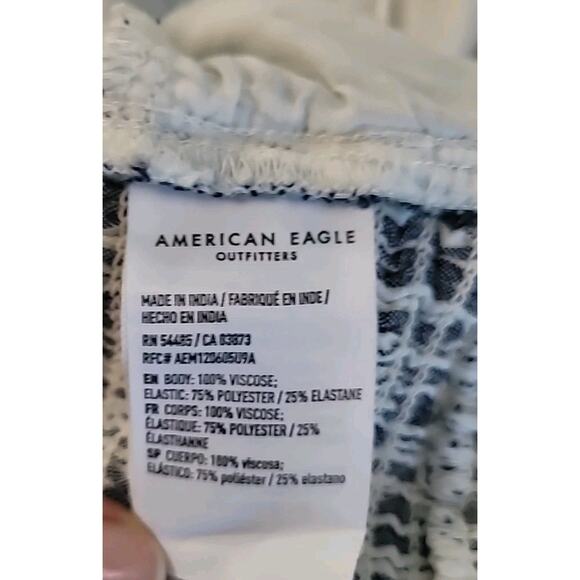 AMERICAN EAGLE
OUTFITTERS
MADE IN INDIA / FABRIQUÉ EN INDE /
HECHO EN INDIA
RN 54485 / CA 03873
RFC# AEM120605U9A
EN BODY: 100% VISCOSE;
ELASTIC: 75% POLYESTER / 25% ELASTANE
FR CORPS: 100% VISCOSE;
ÉLASTIQUE: 75% POLYESTER / 25%
ÉLASTHANNE
SP CUERPO: 100% viscosa;
ELÁSTICO: 75% poliéster / 25% elastano